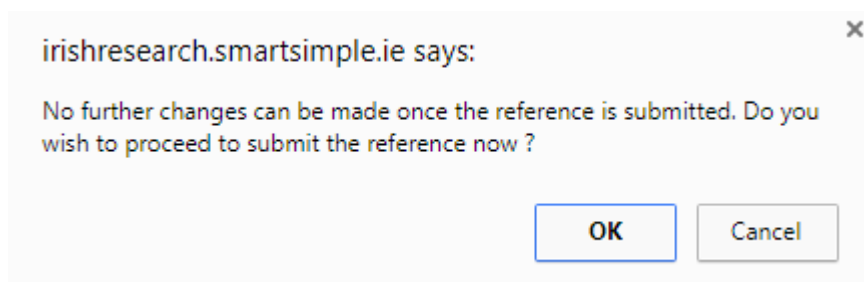 irishresearch.smartsimple.ie says:
No further changes can be made once the reference is submitted. Do you
wish to proceed to submit the reference now ?
OK
Cancel